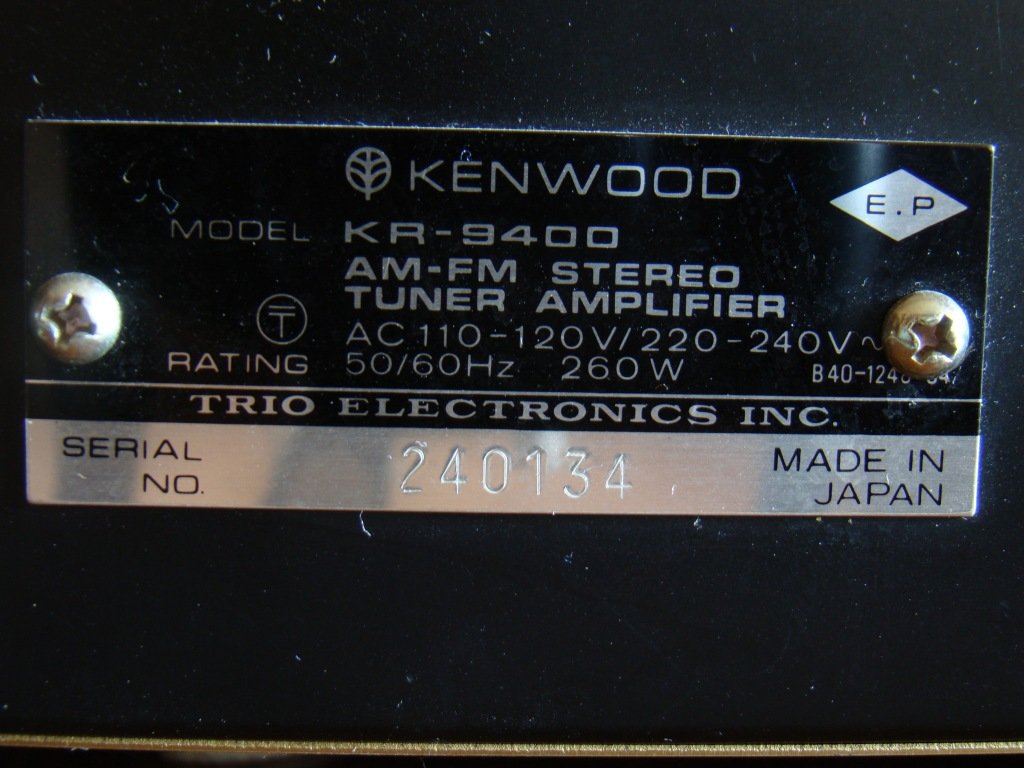 KENWOOD
E.P
MODEL KR-9400
AM-FM STEREO
TUNER AMPLIFIER
AC 110-120V/220-240V~
RATING 50/60Hz 260W
TRIO ELECTRONICS INC.
SERIAL NO. 240134
MADE IN
JAPAN